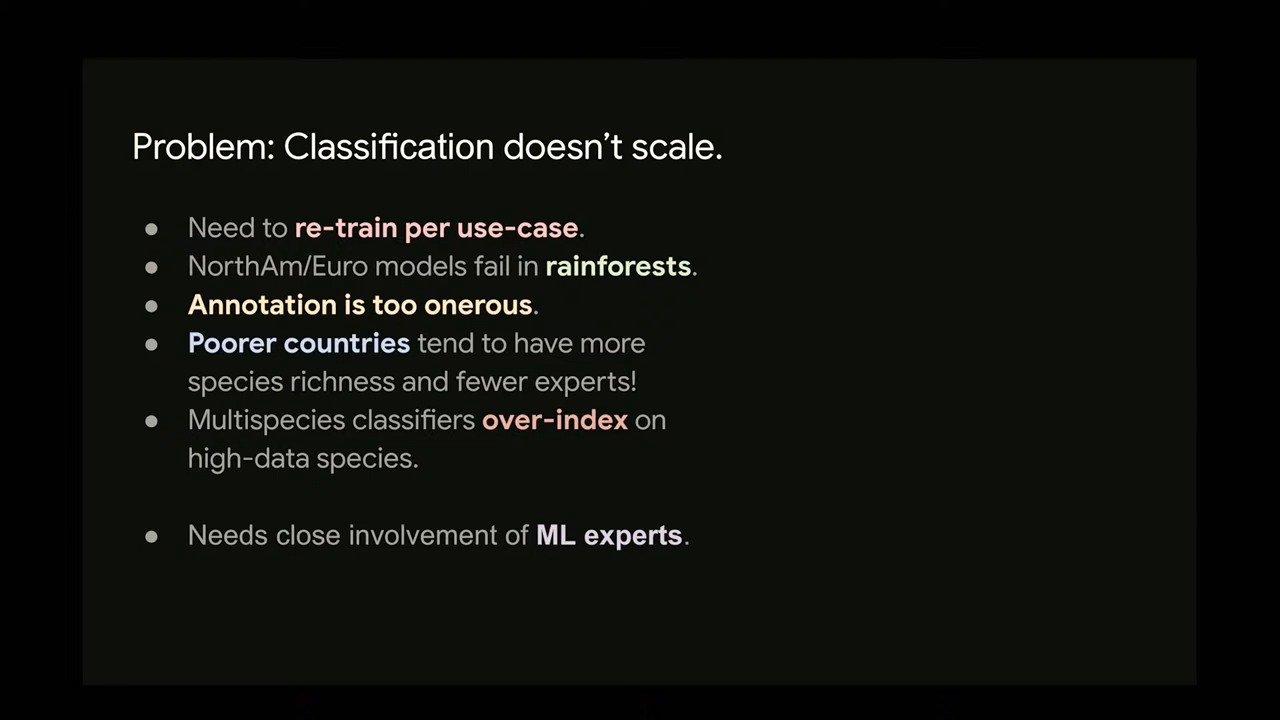 Problem: Classification doesn’t scale.
● Need to re-train per use-case.
● NorthAm/Euro models fail in rainforests.
● Annotation is too onerous.
● Poorer countries tend to have more
species richness and fewer experts!
● Multispecies classifiers over-index on
high-data species.
● Needs close involvement of ML experts.